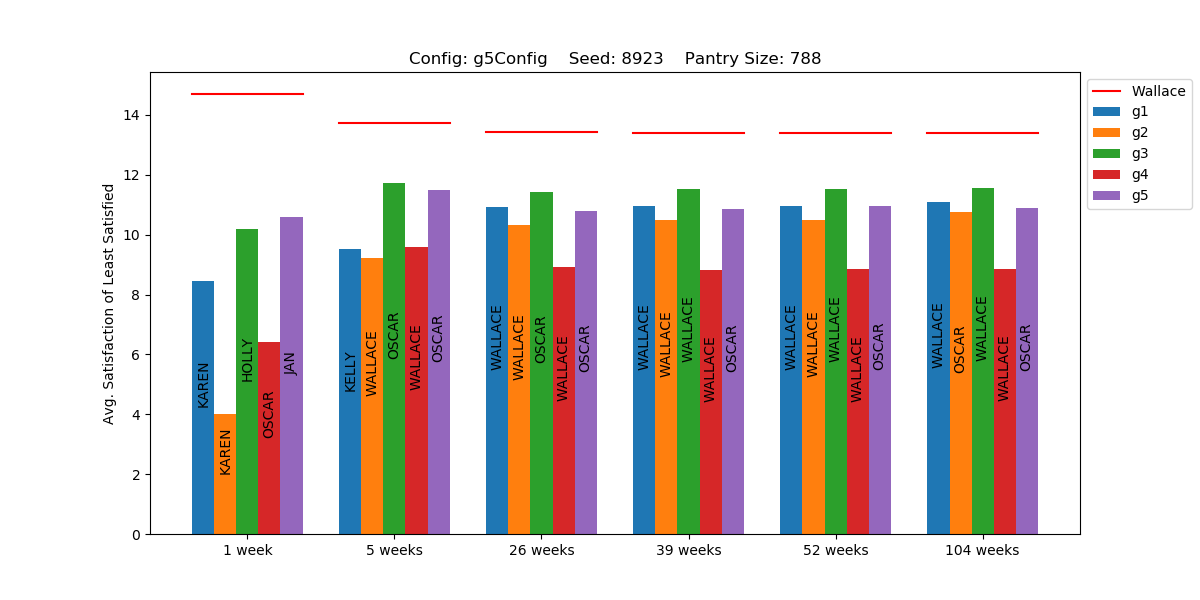 Config: g5Config    Seed: 8923    Pantry Size: 788
Avg. Satisfaction of Least Satisfied
14
12
10
8
6
4
2
0
KAREN
KAREN
HOLLY
OSCAR
JAN
KELLY
WALLACE
OSCAR
WALLACE
OSCAR
WALLACE
WALLACE
OSCAR
WALLACE
OSCAR
WALLACE
WALLACE
WALLACE
WALLACE
OSCAR
WALLACE
WALLACE
WALLACE
WALLACE
OSCAR
WALLACE
OSCAR
WALLACE
WALLACE
OSCAR
1 week
5 weeks
26 weeks
39 weeks
52 weeks
104 weeks
Wallace
g1
g2
g3
g4
g5